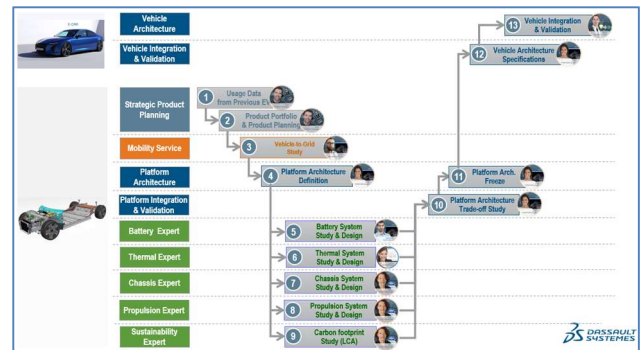 Vehicle
Architecture
13
Vehicle Integration
& Validation
Vehicle Integration
& Validation
12
Vehicle Architecture
Specifications
Strategic Product
Planning
1
Usage Data
from Previous EV
2
Product Portfolio
& Product Planning
Mobility Service
3
Vehicle-In-Grid
Study
Platform
Architecture
4
Platform Architecture
Definition
11
Platform Arch.
Freeze
Platform Integration
& Validation
10
Platform Architecture
Trade-off Study
Battery Expert
5
Battery System
Study & Design
Thermal Expert
6
Thermal System
Study & Design
Chassis Expert
7
Chassis System
Study & Design
Propulsion Expert
8
Propulsion System
Study & Design
Sustainability
Expert
9
Carbon footprint
Study (LCA)
DASSAULT
SYSTEMES